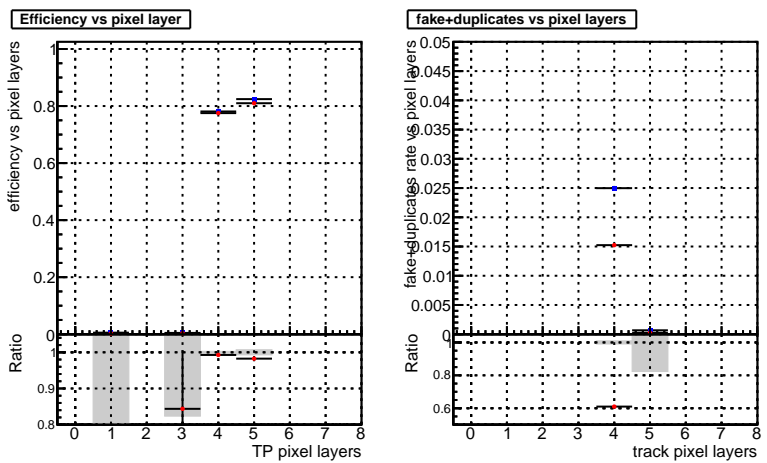 Efficiency vs pixel layer
efficiency vs pixel layers
1
0.8
0.6
0.4
0.2
0
Ratio
1
0.9
0.8
0 1 2 3 4 5 6 7 8
TP pixel layers
fake+duplicates vs pixel layers
fake+duplicates rate vs pixel layers
0.05
0.045
0.04
0.035
0.03
0.025
0.02
0.015
0.01
0.005
0
Ratio
1
0.8
0.6
0 1 2 3 4 5 6 7 8
track pixel layers